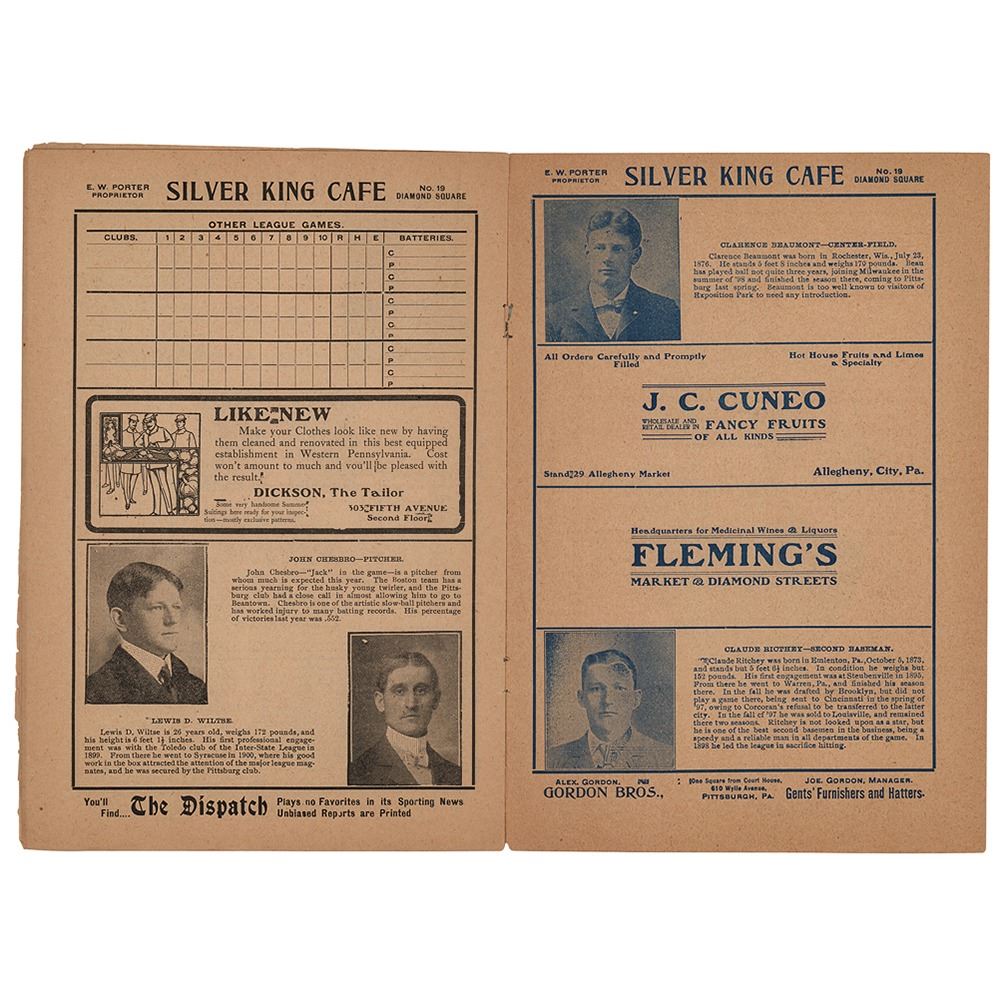 E. W. PORTER
PROPRIETOR
SILVER KING CAFE
No. 19
DIAMOND SQUARE
OTHER LEAGUE GAMES.
CLUBS. 1 2 3 4 5 6 7 8 9 10 R H E BATTERIES.
C
P
C
P
C
P
C
P
C
P
C
P
LIKE NEW
Make your Clothes look like new by having
them cleaned and renovated in this best equipped
establishment in Western Pennsylvania. Cost
won't amount to much and you'll be pleased with
the result.
DICKSON, The Tailor
Some very handsome Summer
Suitings here ready for your inspec-
tion—mostly exclusive patterns.
303 FIFTH AVENUE
Second Floor
JOHN CHESBRO—PITCHER.
John Chesbro—"Jack" in the game—is a pitcher from
whom much is expected this year. The Boston team has a
serious yearning for the husky young twirler, and the Pitts-
burg club had a close call in almost allowing him to go to
Beantown. Chesbro is one of the artistic slow-ball pitchers and
has worked injury to many batting records. His percentage
of victories last year was .552.
LEWIS D. WILTSE.
Lewis D. Wiltse is 26 years old, weighs 172 pounds, and
his height is 6 feet 1½ inches. His first professional engage-
ment was with the Toledo club of the Inter-State League in
1899. From there he went to Syracuse in 1900, where his good
work in the box attracted the attention of the major league mag-
nates, and he was secured by the Pittsburg club.
You'll
Find....
The Dispatch
Plays no Favorites in its Sporting News
Unbiased Reports are Printed
E. W. PORTER
PROPRIETOR
SILVER KING CAFE
No. 19
DIAMOND SQUARE
CLARENCE BEAUMONT—CENTER-FIELD.
Clarence Beaumont was born in Rochester, Wis., July 23,
1876. He stands 5 feet 8 inches and weighs 170 pounds. Beau
has played ball not quite three years, joining Milwaukee in the
summer of '98 and finished the season there, coming to Pitts-
burg last spring. Beaumont is too well known to visitors of
Exposition Park to need any introduction.
All Orders Carefully and Promptly
Filled
Hot House Fruits and Limes
a Specialty
J. C. CUNEO
WHOLESALE AND
RETAIL DEALER IN
FANCY FRUITS
OF ALL KINDS
Stand 29 Allegheny Market
Allegheny, City, Pa.
Headquarters for Medicinal Wines & Liquors
FLEMING'S
MARKET & DIAMOND STREETS
CLAUDE RICTHEY—SECOND BASEMAN.
Claude Ritchey was born in Emlenton, Pa., October 5, 1873,
and stands but 5 feet 6½ inches. In condition he weighs but
152 pounds. His first engagement was at Steubenville in 1895.
From there he went to Warren, Pa., and finished his season
there. In the fall he was drafted by Brooklyn, but did not
play a game there, being sent to Cincinnati in the spring of
'97, owing to Corcoran's refusal to be transferred to the latter
city. In the fall of '97 he was sold to Louisville, and remained
there two seasons. Ritchey is not looked upon as a star, but
he is one of the best second basemen in the business, being a
speedy and a reliable man in all departments of the game. In
1898 he led the league in sacrifice hitting.
ALEX. GORDON,
GORDON BROS.,
One Square from Court House,
610 Wylie Avenue,
PITTSBURGH, PA.
JOE. GORDON, MANAGER.
Gents' Furnishers and Hatters.